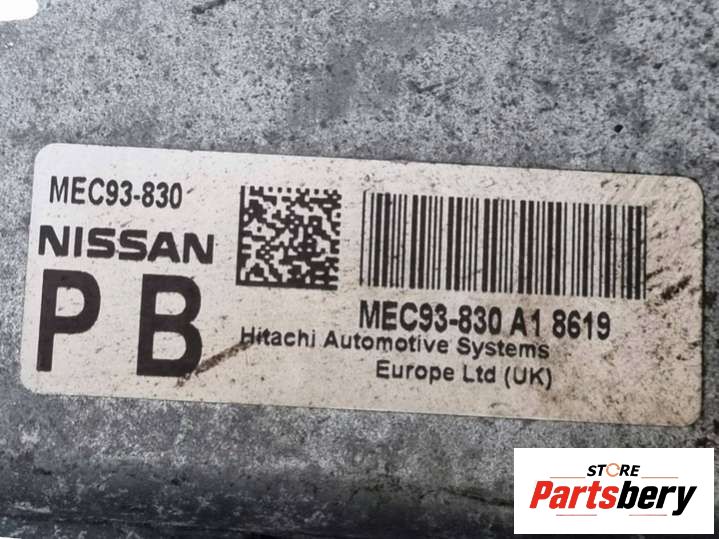 MEC93-830
NISSAN
P B
MEC93-830 A1 8619
Hitachi Automotive Systems
Europe Ltd (UK)
STORE
Partsbery